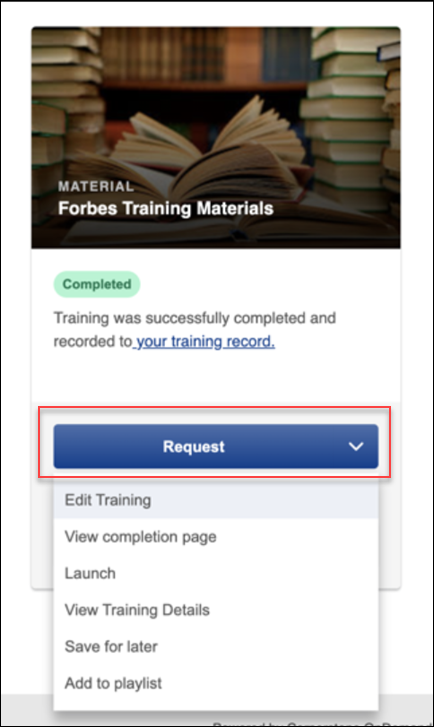 MATERIAL
Forbes Training Materials
Completed
Training was successfully completed and
recorded to your training record.
Request
Edit Training
View completion page
Launch
View Training Details
Save for later
Add to playlist